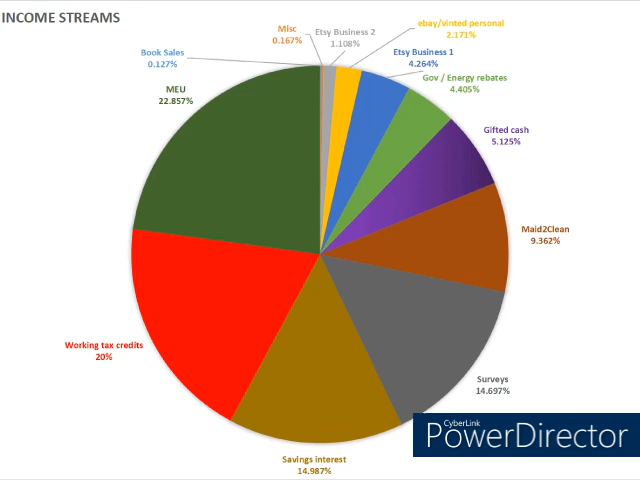 INCOME STREAMS
Misc
0.167%
Etsy Business 2
1.108%
ebay/vinted personal
2.171%
Book Sales
0.127%
Etsy Business 1
4.264%
Gov / Energy rebates
4.405%
MEU
22.857%
Gifted cash
5.125%
Maid2Clean
9.362%
Working tax credits
20%
Surveys
14.697%
Savings interest
14.987%
CyberLink
PowerDirector